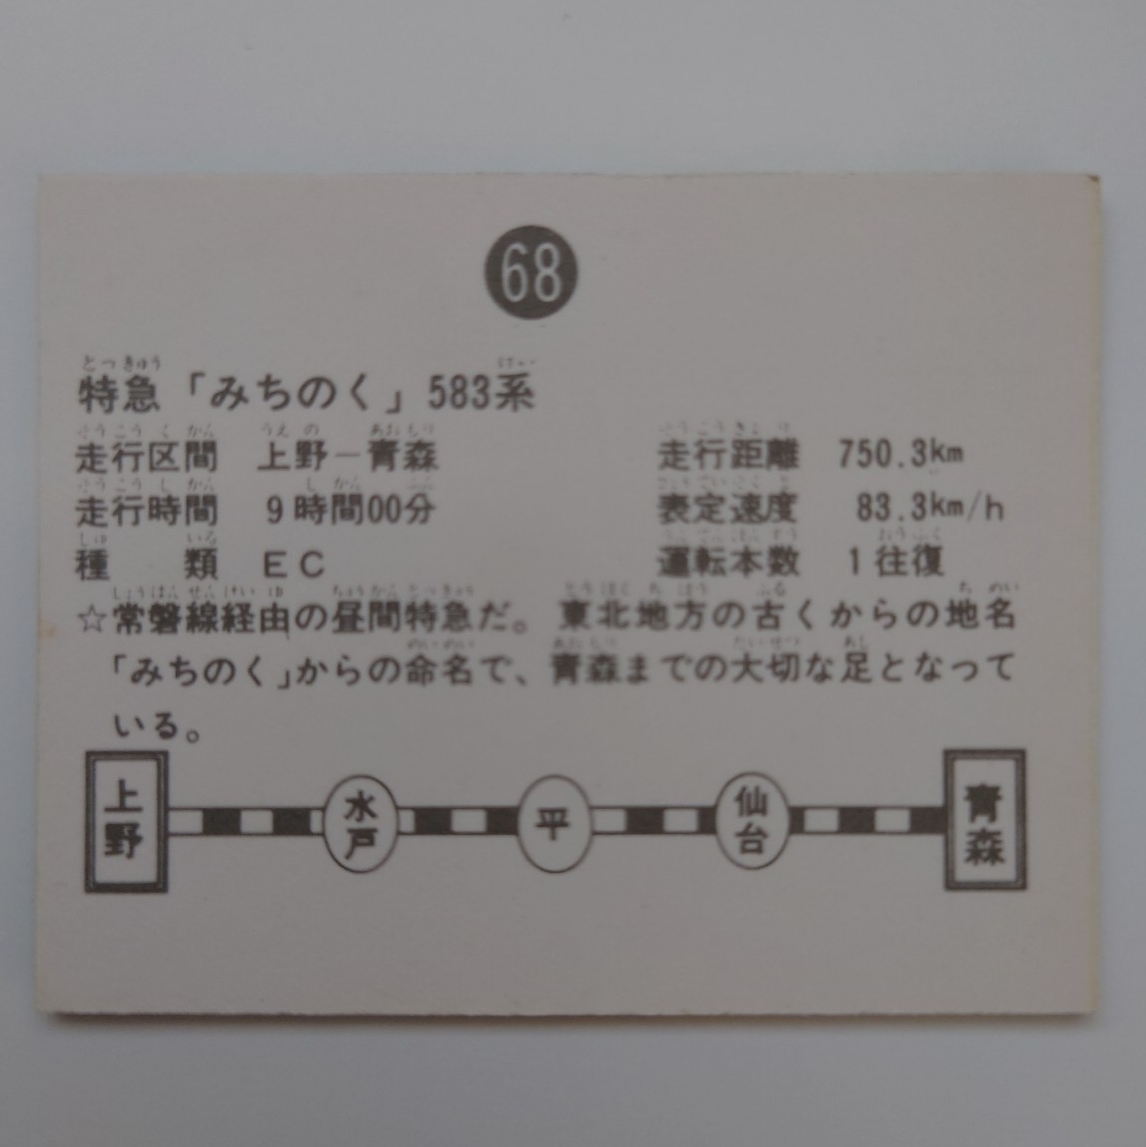 68
特急「みちのく」583系
走行区間 上野－青森 走行距離 750.3km
走行時間 9時間00分 表定速度 83.3km/h
種類 EC 運転本数 1往復
☆常磐線経由の昼間特急だ。東北地方の古くからの地名
「みちのく」からの命名で、青森までの大切な足となって
いる。
上野 水戸 平 仙台 青森